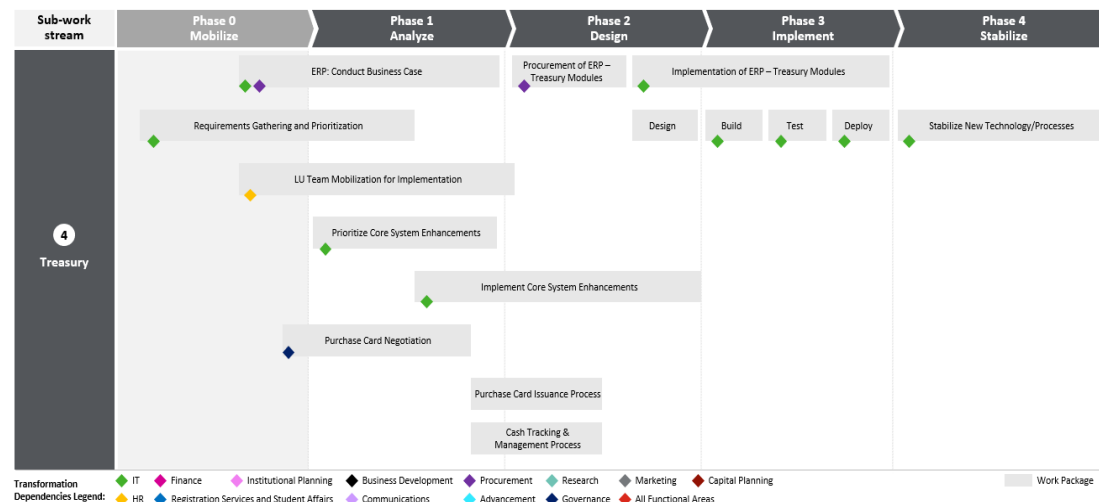 Sub-work
stream
Phase 0
Mobilize
Phase 1
Analyze
Phase 2
Design
Phase 3
Implement
Phase 4
Stabilize
4
Treasury
ERP: Conduct Business Case
Procurement of ERP –
Treasury Modules
Implementation of ERP – Treasury Modules
Requirements Gathering and Prioritization
Design
Build
Test
Deploy
Stabilize New Technology/Processes
LU Team Mobilization for Implementation
Prioritize Core System Enhancements
Implement Core System Enhancements
Purchase Card Negotiation
Purchase Card Issuance Process
Cash Tracking &
Management Process
Transformation
Dependencies Legend:
IT
Finance
Institutional Planning
Business Development
Procurement
Research
Marketing
Capital Planning
Work Package
HR
Registration Services and Student Affairs
Communications
Advancement
Governance
All Functional Areas